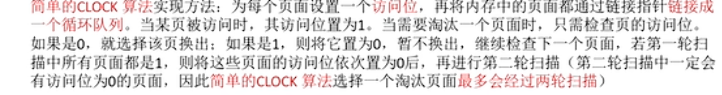 简单的CLOCK 算法实现方法：为每个页面设置一个访问位，再将内存中的页面都通过链接指针链接成
一个循环队列。当某页被访问时，其访问位置为1。当需要淘汰一个页面时，只需检查页的访问位。
如果是0，就选择该页换出；如果是1，则将它置为0，暂不换出，继续检查下一个页面，若第一轮扫
描中所有页面都是1，则将这些页面的访问位依次置为0后，再进行第二轮扫描（第二轮扫描中一定会
有访问位为0的页面，因此简单的CLOCK 算法选择一个淘汰页面最多会经过两轮扫描）